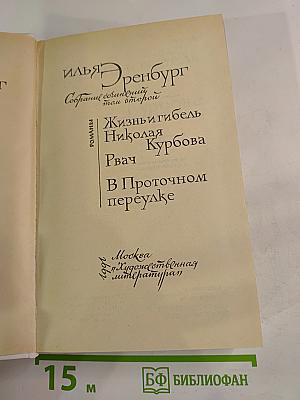 Г
ИЛЬЯ Эренбург
Собрание сочинений
том второй
РОМАНЫ
Жизнь и гибель
Николая Курбова
Рвач
В Проточном
переулке
1991
Москва
«Художественная
литература»
15 м
БФ БИБЛИОФАН